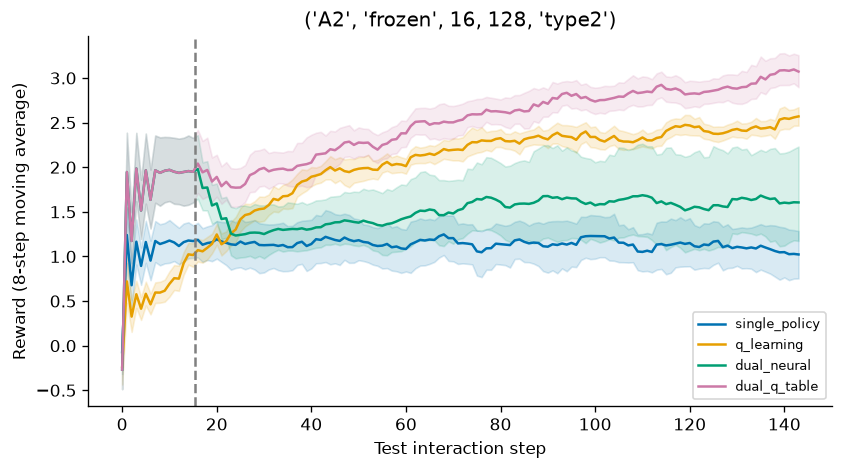 ('A2', 'frozen', 16, 128, 'type2')
Reward (8-step moving average)
3.0
2.5
2.0
1.5
1.0
0.5
0.0
−0.5
0 20 40 60 80 100 120 140
Test interaction step
single_policy
q_learning
dual_neural
dual_q_table